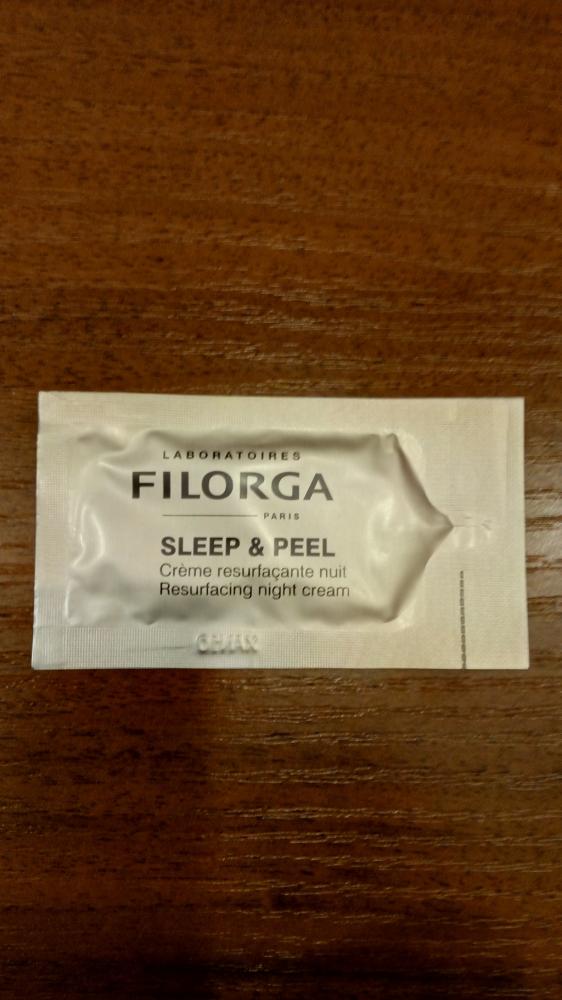 LABORATOIRES
FILORGA
PARIS
SLEEP & PEEL
Crème resurfaçante nuit
Resurfacing night cream